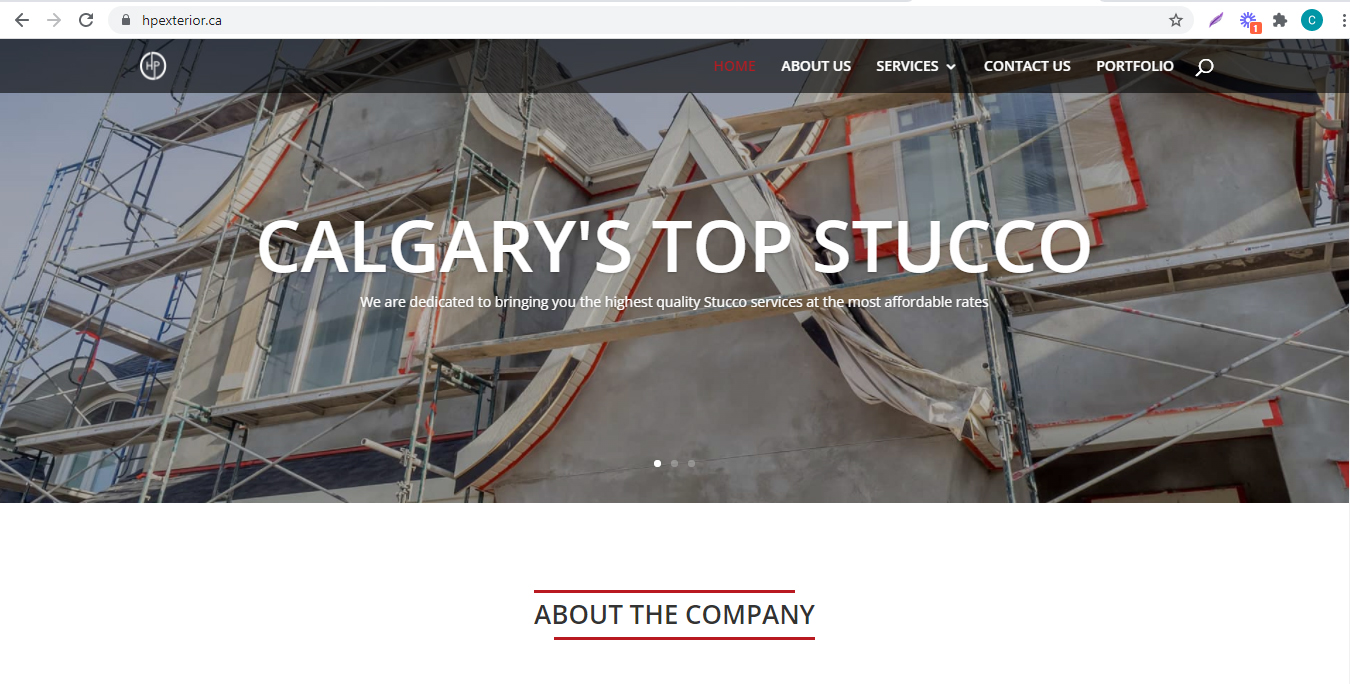 hpexterior.ca
1
C
HP
HOME ABOUT US SERVICES CONTACT US PORTFOLIO
CALGARY'S TOP STUCCO
We are dedicated to bringing you the highest quality Stucco services at the most affordable rates
ABOUT THE COMPANY